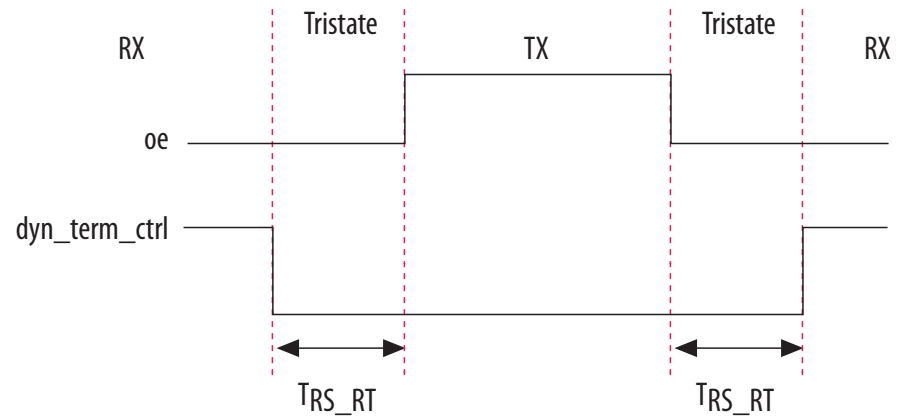 Tristate Tristate
RX TX RX
oe
dyn_term_ctrl
TRS_RT TRS_RT